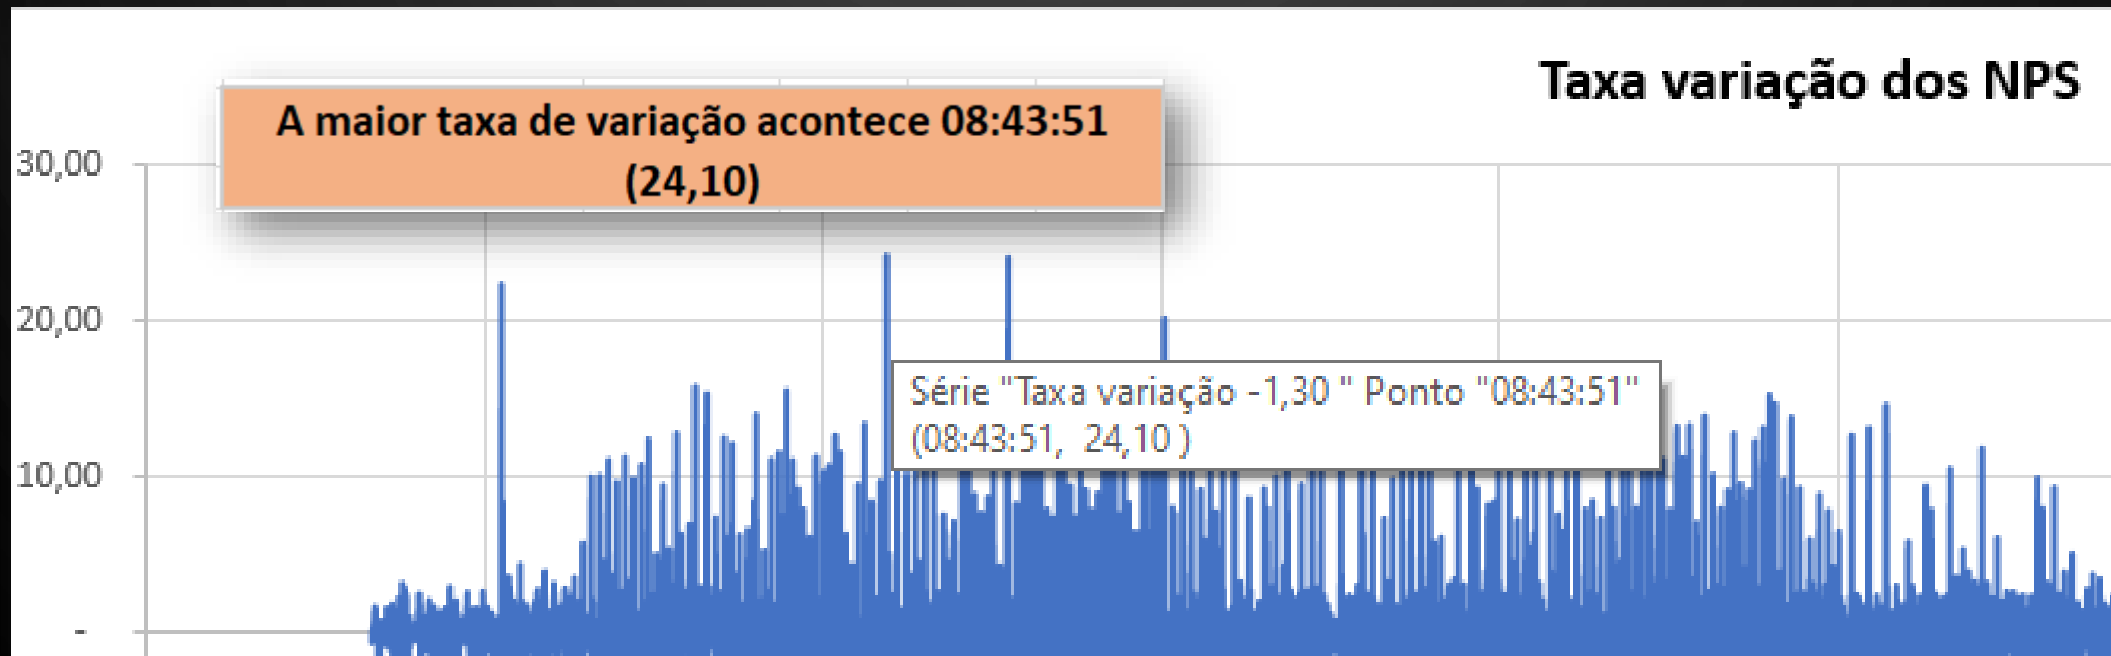 Taxa variação dos NPS
A maior taxa de variação acontece 08:43:51
(24,10)
30,00
20,00
Série "Taxa variação -1,30 " Ponto "08:43:51"
(08:43:51, 24,10 )
10,00
-